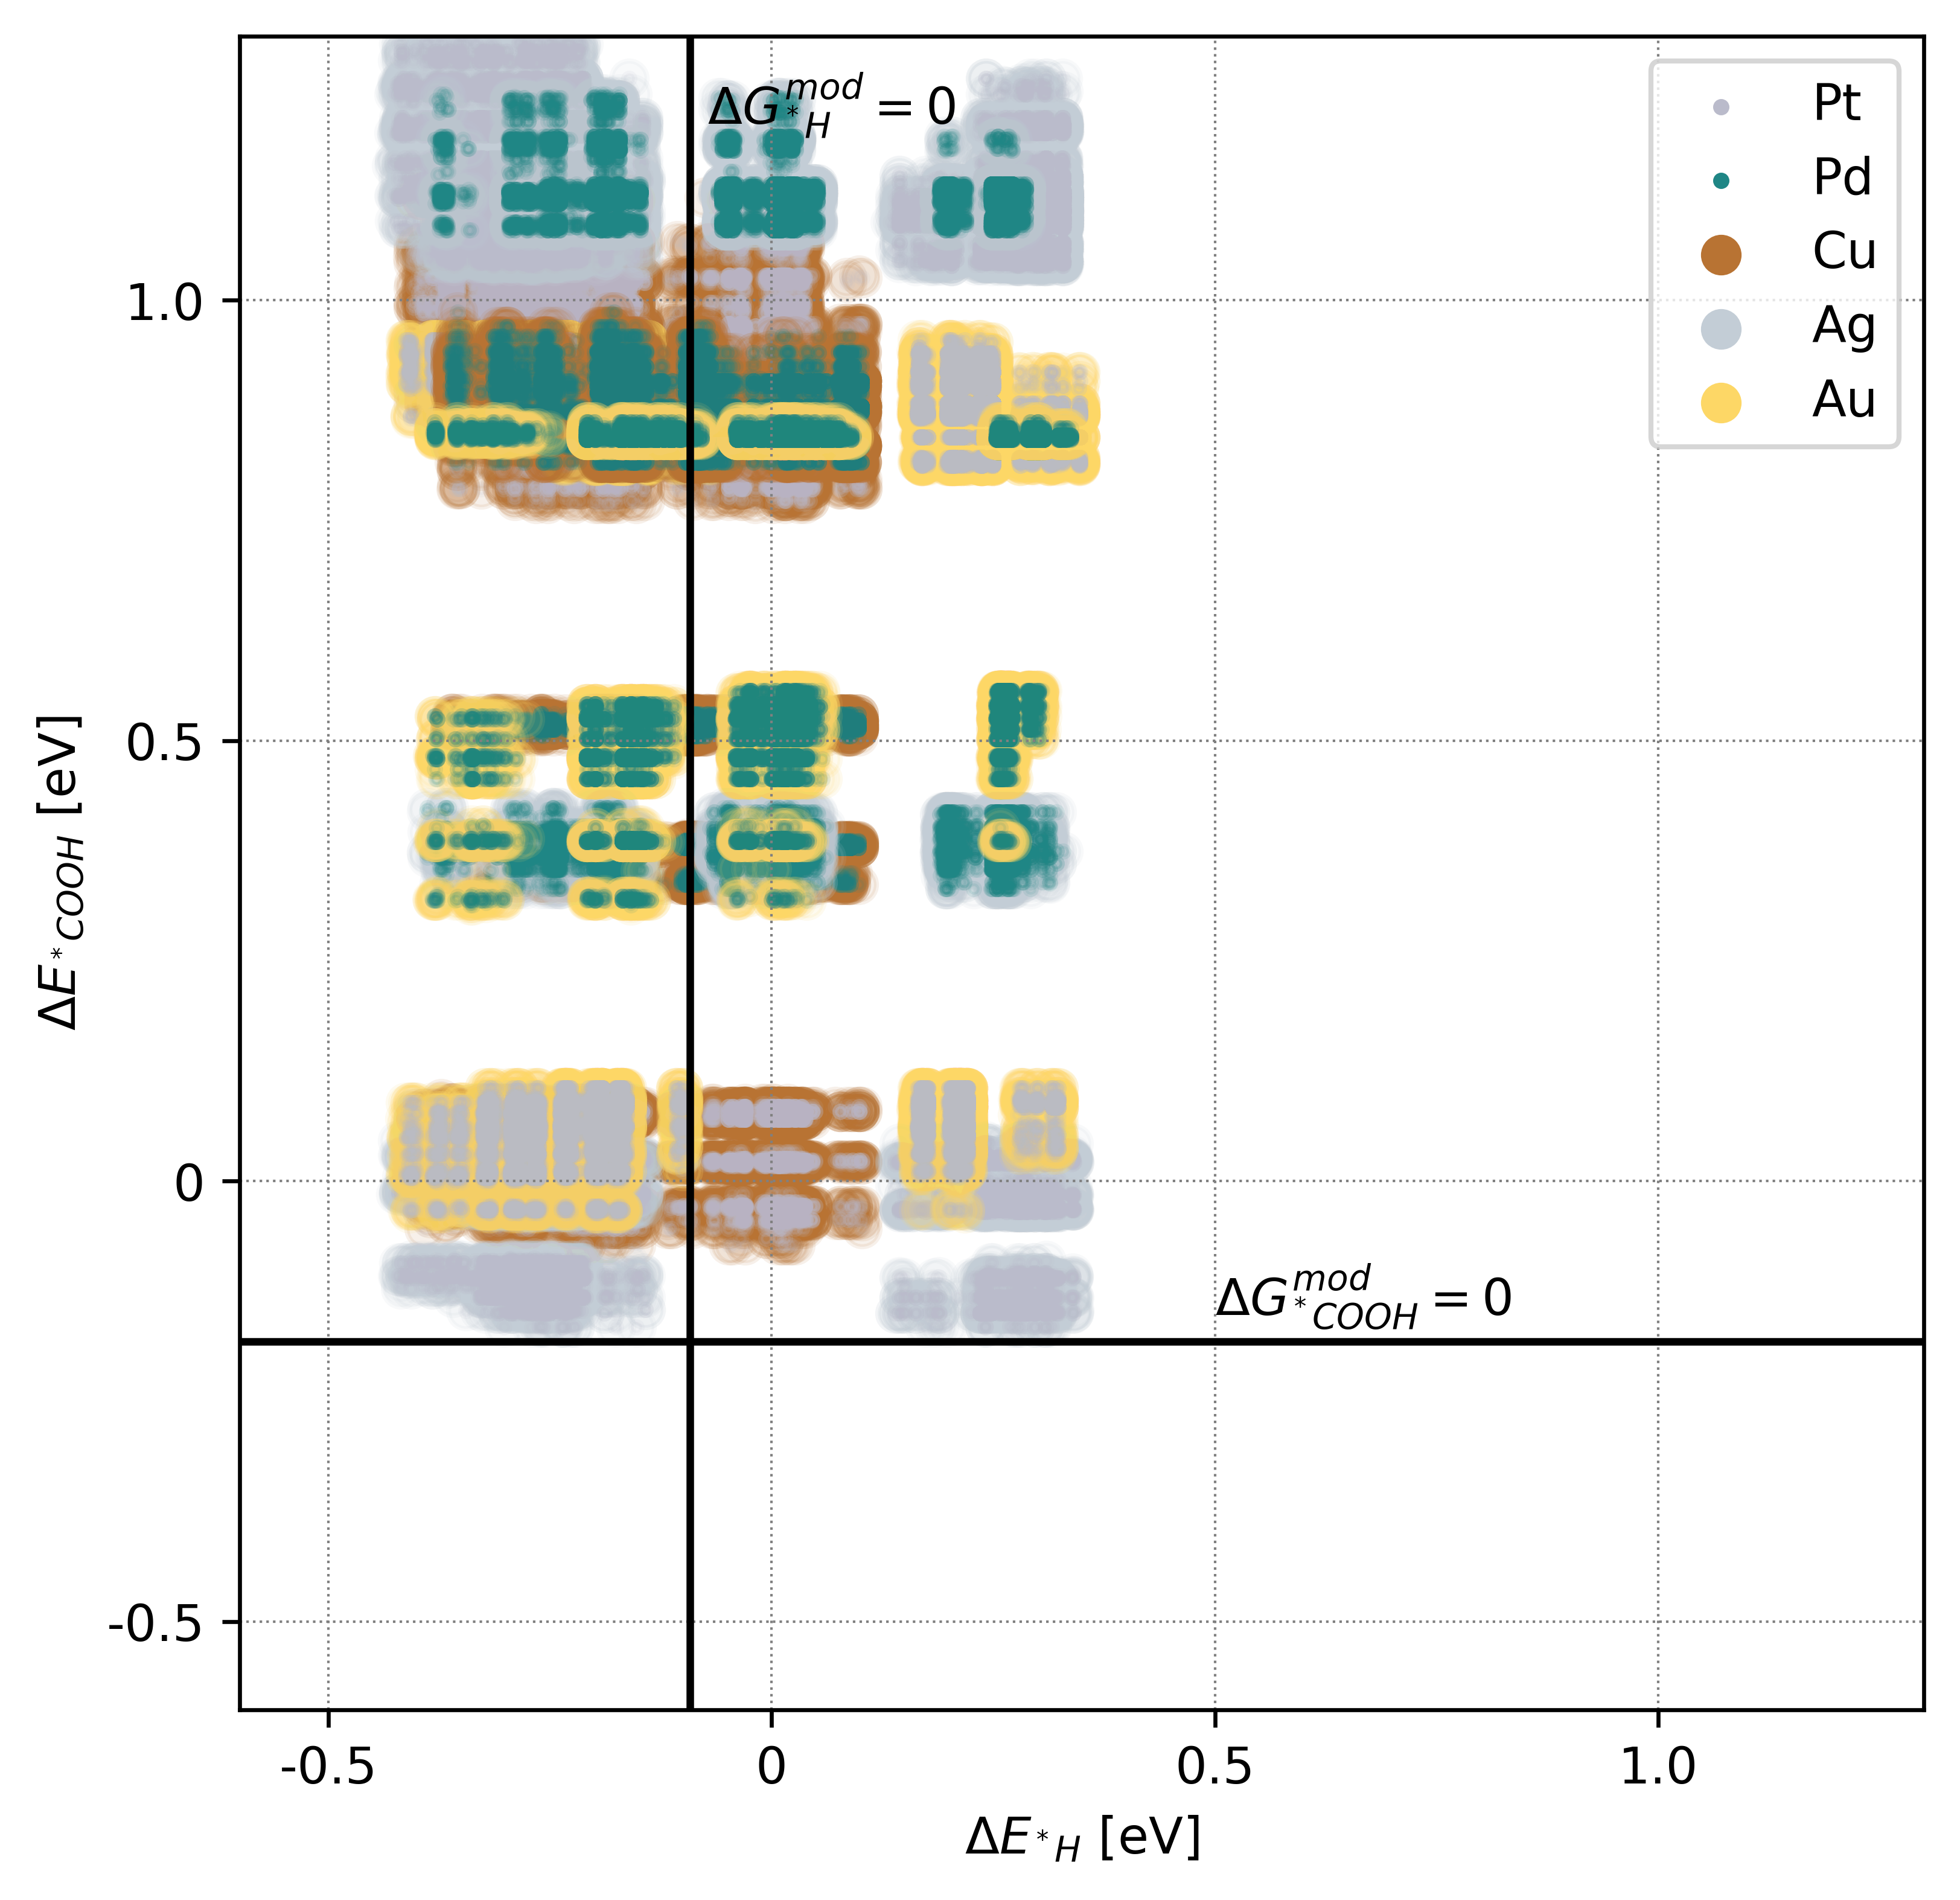 ΔG*H^mod = 0
Pt
Pd
Cu
Ag
Au
1.0
0.5
0
-0.5
ΔE*COOH [eV]
ΔG*COOH^mod = 0
-0.5
0
0.5
1.0
ΔE*H [eV]